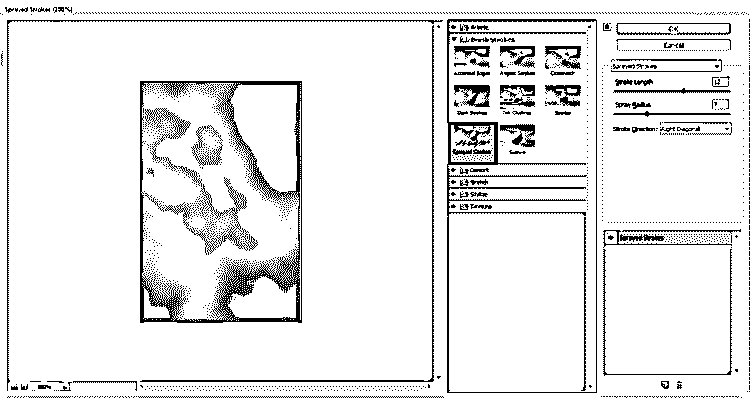 Sprayed Strokes (100%)
Artistic
Brush Strokes
Accented Edges
Angled Strokes
Crosshatch
Dark Strokes
Ink Outlines
Spatter
Sprayed Strokes
Sumi-e
Distort
Sketch
Stylize
Texture
OK
Cancel
Sprayed Strokes
Stroke Length
12
Spray Radius
7
Stroke Direction: Right Diagonal
Sprayed Strokes
100%